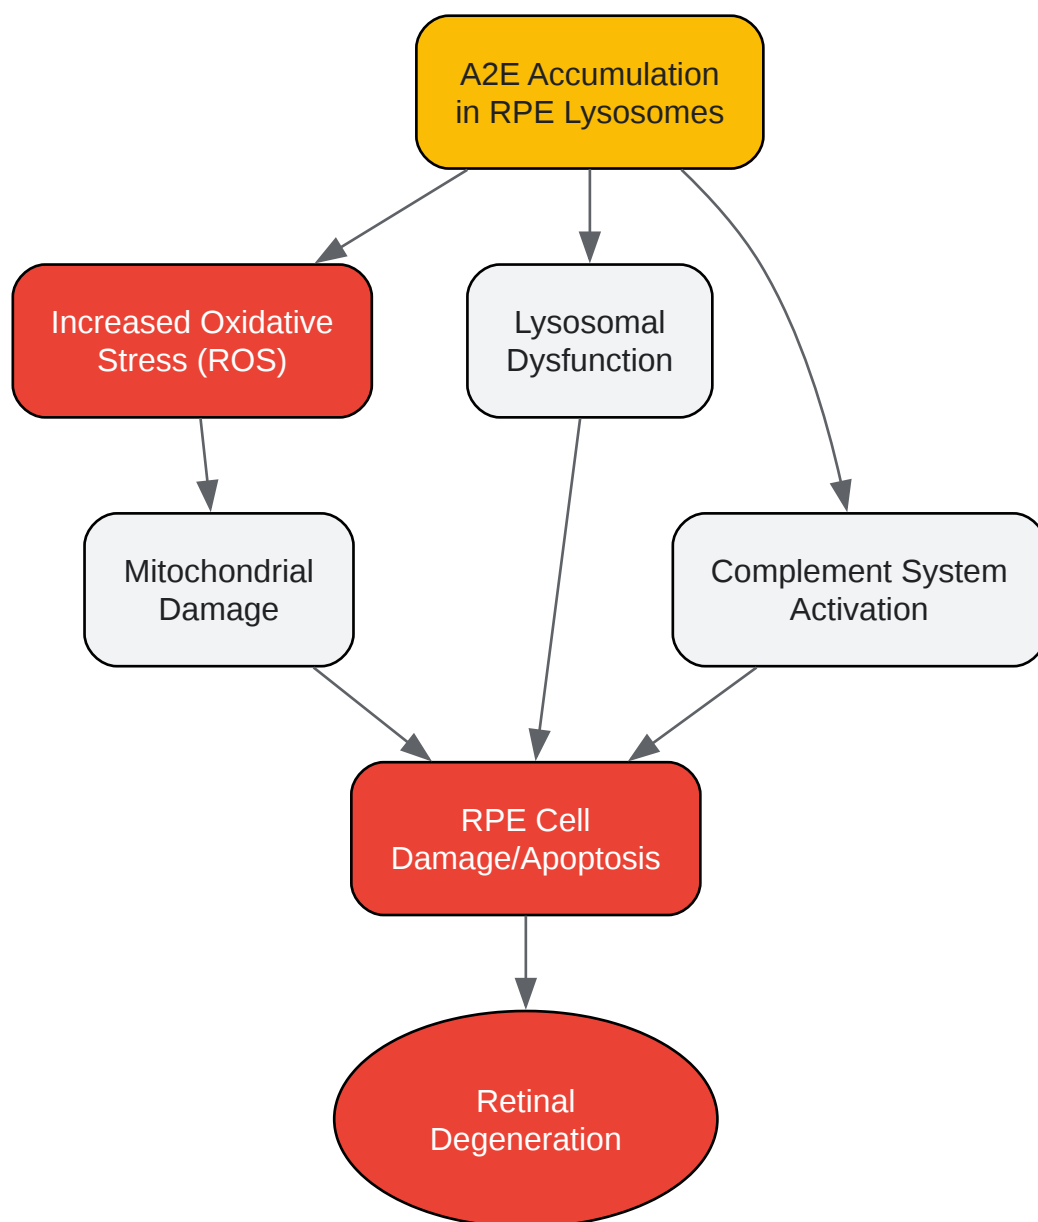 A2E Accumulation
in RPE Lysosomes
Increased Oxidative
Stress (ROS)
Lysosomal
Dysfunction
Mitochondrial
Damage
Complement System
Activation
RPE Cell
Damage/Apoptosis
Retinal
Degeneration